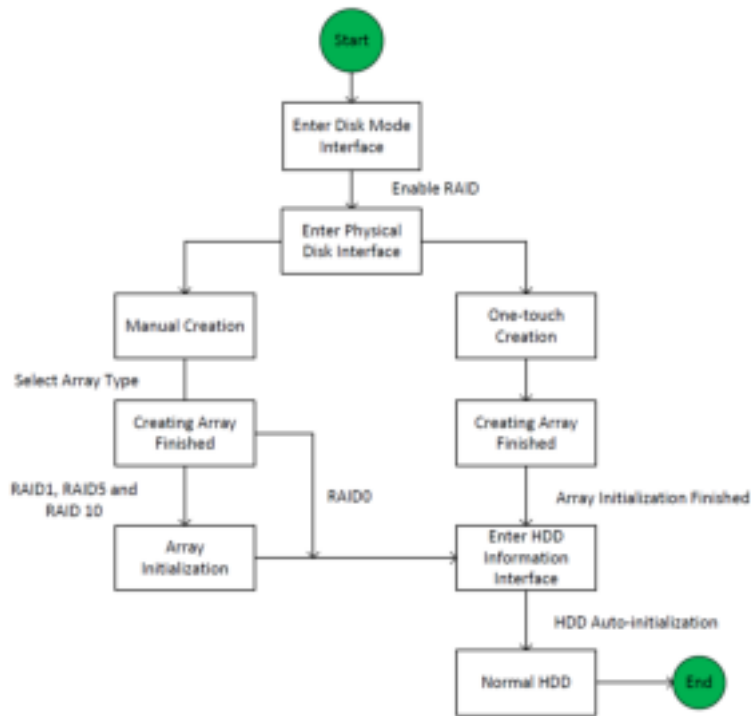 Start
Enter Disk Mode
Interface
Enable RAID
Enter Physical
Disk Interface
Manual Creation
One-touch
Creation
Select Array Type
Creating Array
Finished
Creating Array
Finished
RAID1, RAID5 and
RAID 10
RAID0
Array Initialization Finished
Array
Initialization
Enter HDD
Information
Interface
HDD Auto-initialization
Normal HDD
End